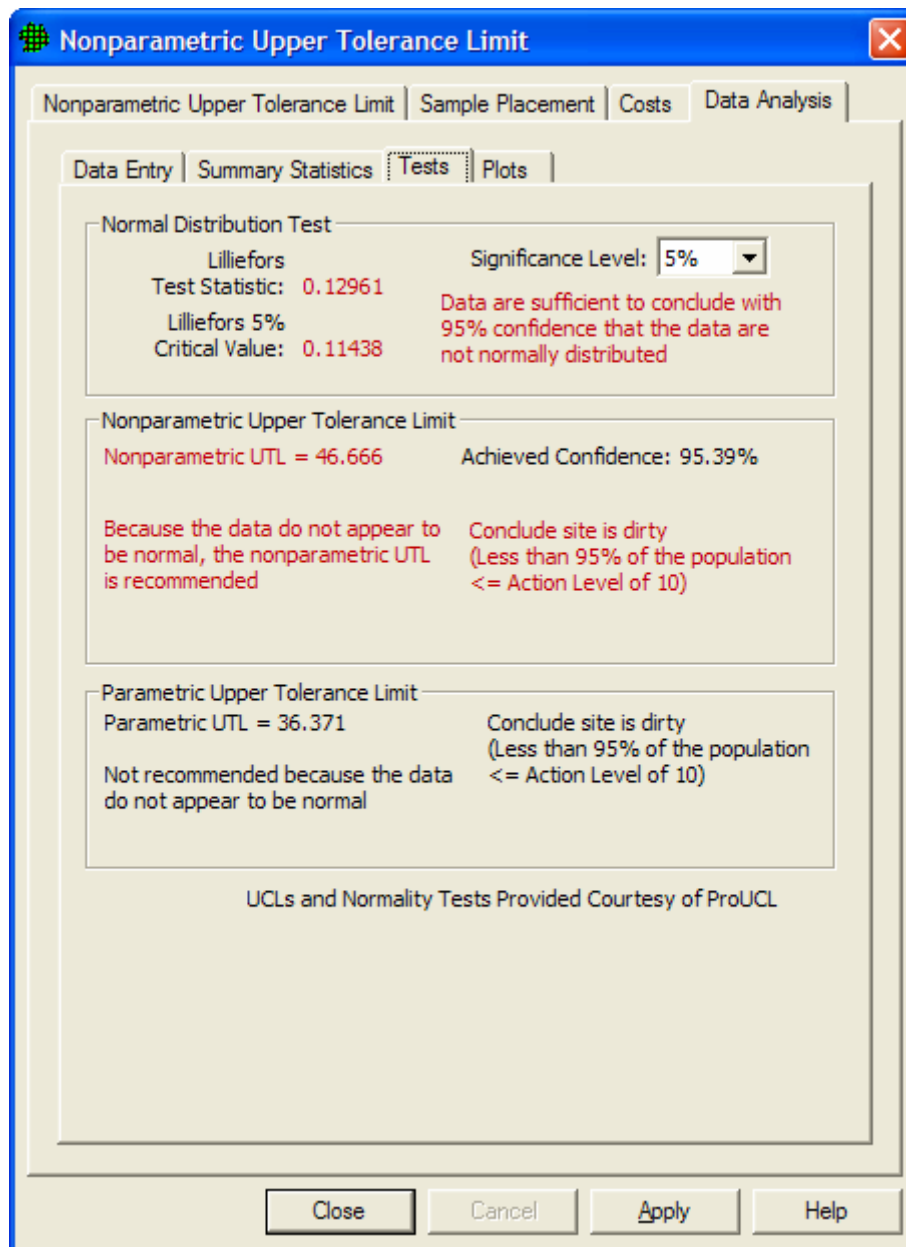 Nonparametric Upper Tolerance Limit
Nonparametric Upper Tolerance Limit Sample Placement Costs Data Analysis
Data Entry Summary Statistics Tests Plots
Normal Distribution Test
Lilliefors
Test Statistic: 0.12961
Lilliefors 5%
Critical Value: 0.11438
Significance Level: 5%
Data are sufficient to conclude with
95% confidence that the data are
not normally distributed
Nonparametric Upper Tolerance Limit
Nonparametric UTL = 46.666
Achieved Confidence: 95.39%
Because the data do not appear to
be normal, the nonparametric UTL
is recommended
Conclude site is dirty
(Less than 95% of the population
<= Action Level of 10)
Parametric Upper Tolerance Limit
Parametric UTL = 36.371
Not recommended because the data
do not appear to be normal
Conclude site is dirty
(Less than 95% of the population
<= Action Level of 10)
UCLs and Normality Tests Provided Courtesy of ProUCL
Close Cancel Apply Help